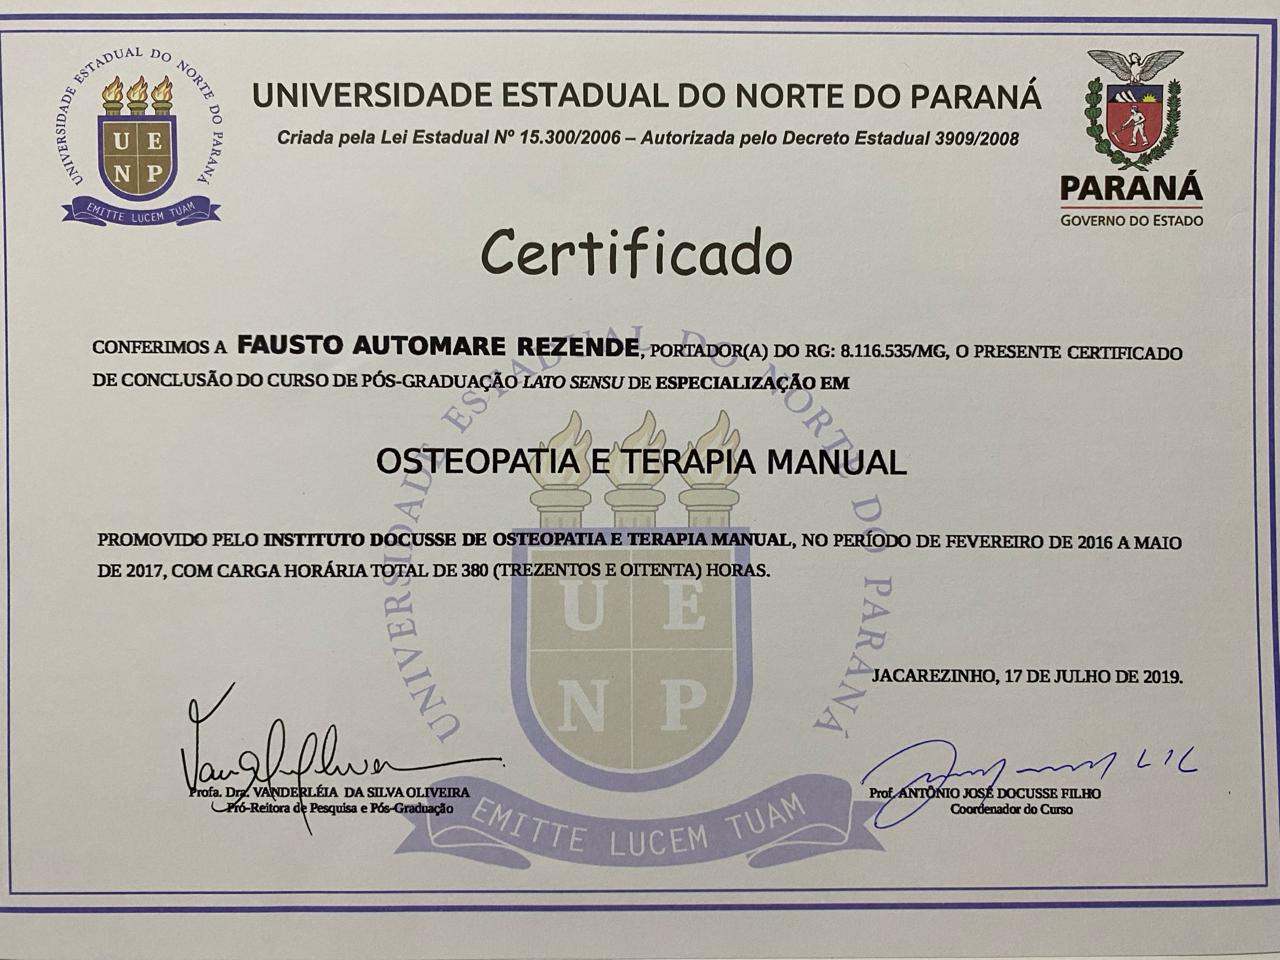 UNIVERSIDADE ESTADUAL DO NORTE DO PARANÁ
U E
N P
EMITTE LUCEM TUAM
UNIVERSIDADE ESTADUAL DO NORTE DO PARANÁ
Criada pela Lei Estadual Nº 15.300/2006 – Autorizada pelo Decreto Estadual 3909/2008
PARANÁ
GOVERNO DO ESTADO
Certificado
CONFERIMOS A FAUSTO AUTOMARE REZENDE, PORTADOR(A) DO RG: 8.116.535/MG, O PRESENTE CERTIFICADO
DE CONCLUSÃO DO CURSO DE PÓS-GRADUAÇÃO LATO SENSU DE ESPECIALIZAÇÃO EM
OSTEOPATIA E TERAPIA MANUAL
PROMOVIDO PELO INSTITUTO DOCUSSE DE OSTEOPATIA E TERAPIA MANUAL, NO PERÍODO DE FEVEREIRO DE 2016 A MAIO
DE 2017, COM CARGA HORÁRIA TOTAL DE 380 (TREZENTOS E OITENTA) HORAS.
UNIVERSIDADE ESTADUAL DO NORTE DO PARANÁ
U E
N P
EMITTE LUCEM TUAM
JACAREZINHO, 17 DE JULHO DE 2019.
Profa. Dra. VANDERLÉIA DA SILVA OLIVEIRA
Pró-Reitora de Pesquisa e Pós-Graduação
Prof. ANTÔNIO JOSÉ DOCUSSE FILHO
Coordenador do Curso